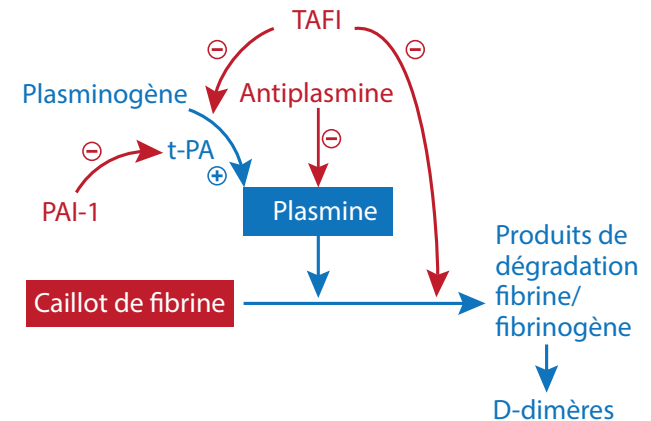 TAFI
⊖
⊖
Plasminogène
Antiplasmine
⊖
t-PA
⊖
⊕
PAI-1
Plasmine
Produits de
dégradation
fibrine/
fibrinogène
Caillot de fibrine
D-dimères